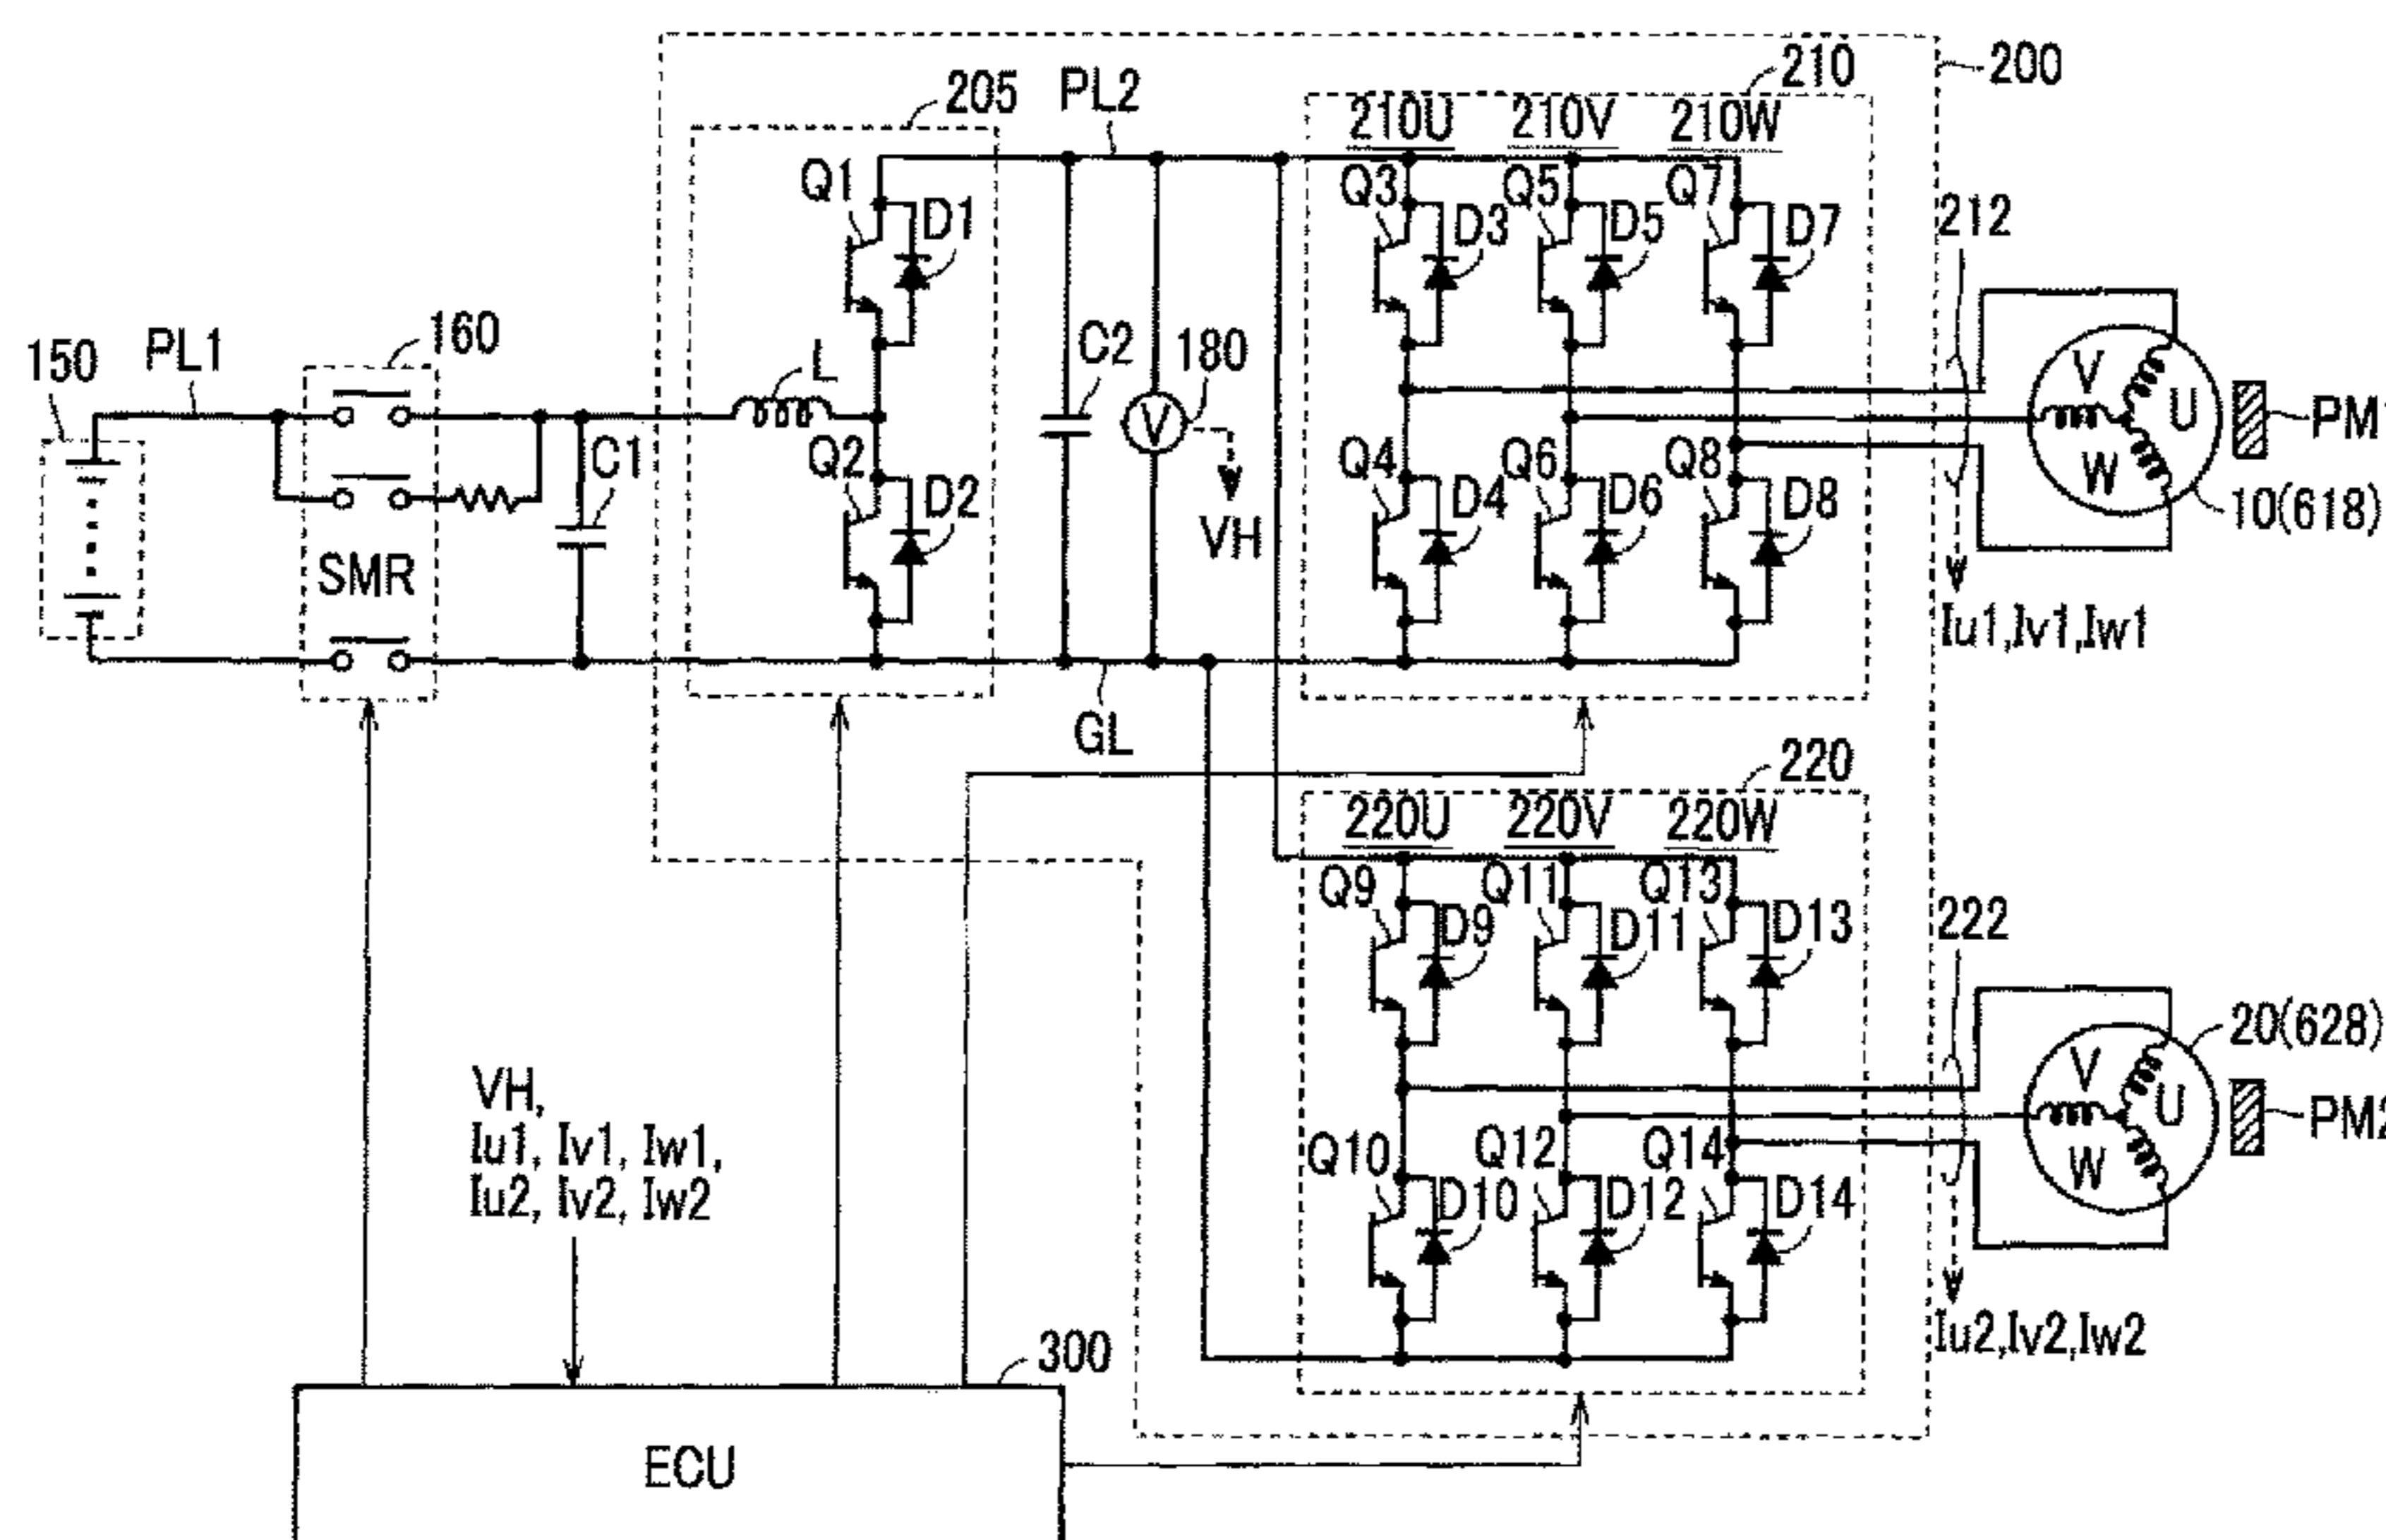 200
205
PL2
210
210U 210V 210W
Q1
D1
Q3
D3
Q5
D5
Q7
D7
212
150
PL1
160
L
C2
180
V
V
U
W
PM1
Q2
D2
C1
SMR
VH
Q4
D4
Q6
D6
Q8
D8
10(618)
Iu1,Iv1,Iw1
GL
220
220U 220V 220W
Q9
D9
Q11
D11
Q13
D13
222
20(628)
V
U
W
PM2
VH,
Iu1, Iv1, Iw1,
Iu2, Iv2, Iw2
Q10
D10
Q12
D12
Q14
D14
Iu2,Iv2,Iw2
300
ECU